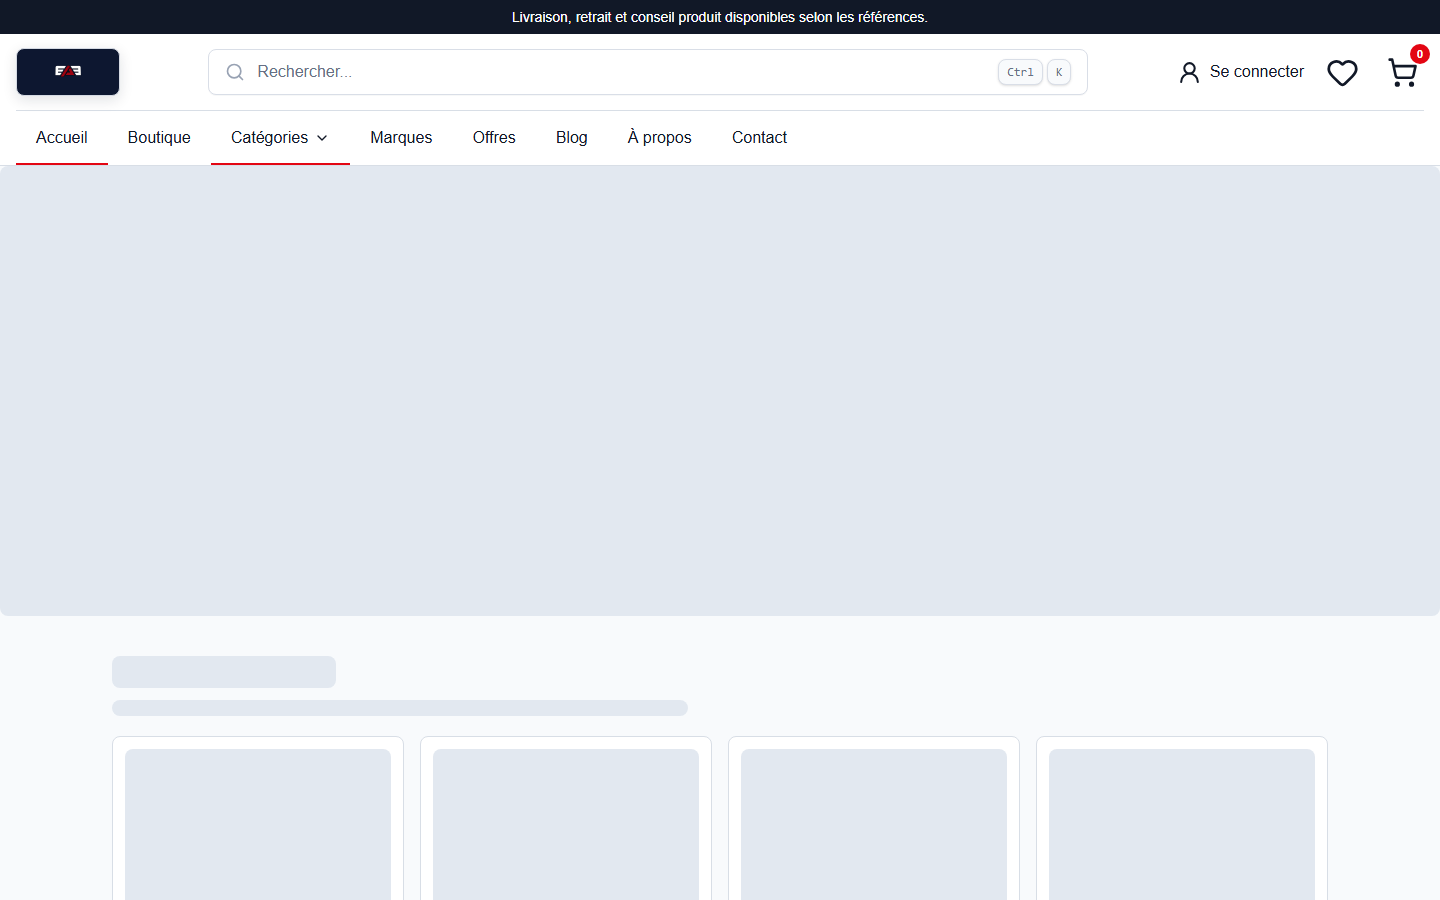 Livraison, retrait et conseil produit disponibles selon les références.
Rechercher...
Ctrl
K
Se connecter
0
Accueil
Boutique
Catégories
Marques
Offres
Blog
À propos
Contact